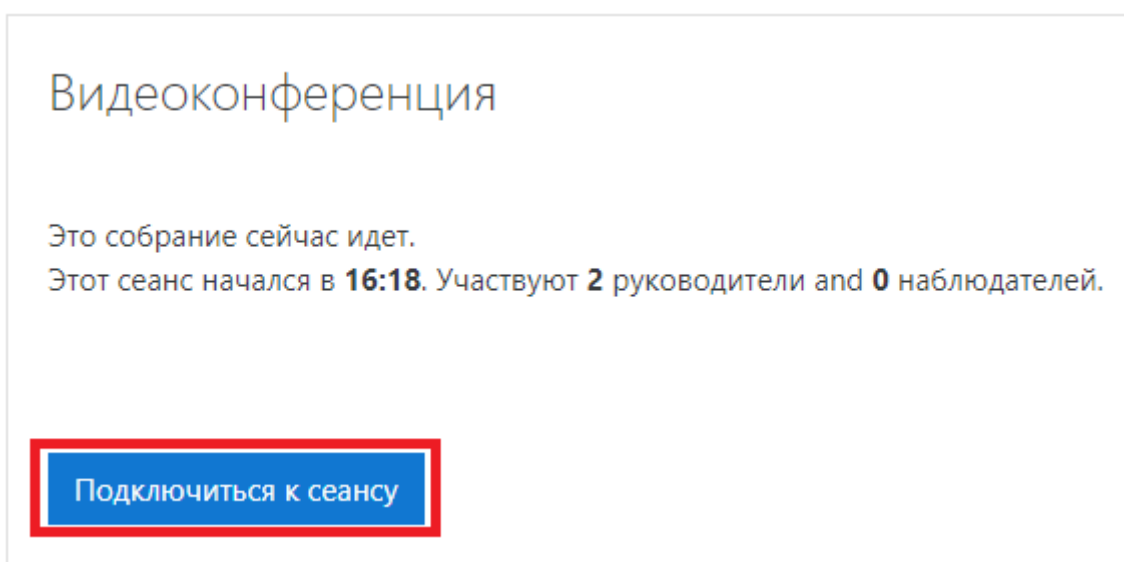 Видеоконференция
Это собрание сейчас идет.
Этот сеанс начался в 16:18. Участвуют 2 руководители and 0 наблюдателей.
Подключиться к сеансу